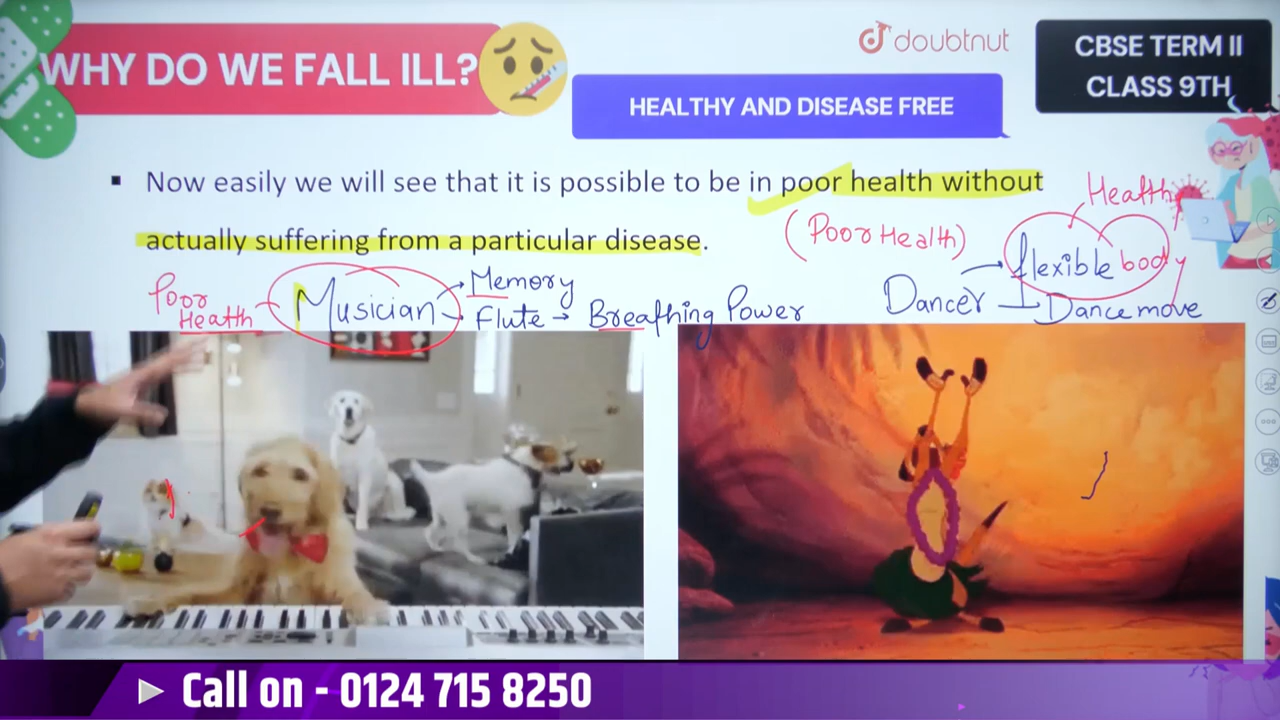 WHY DO WE FALL ILL?
doubtnut
CBSE TERM II
CLASS 9TH
HEALTHY AND DISEASE FREE
Now easily we will see that it is possible to be in poor health without
actually suffering from a particular disease.
Health
(Poor Health)
flexible body
Poor
Health
Musician
Memory
Flute → Breathing Power
Dancer
Dance move
Call on - 0124 715 8250